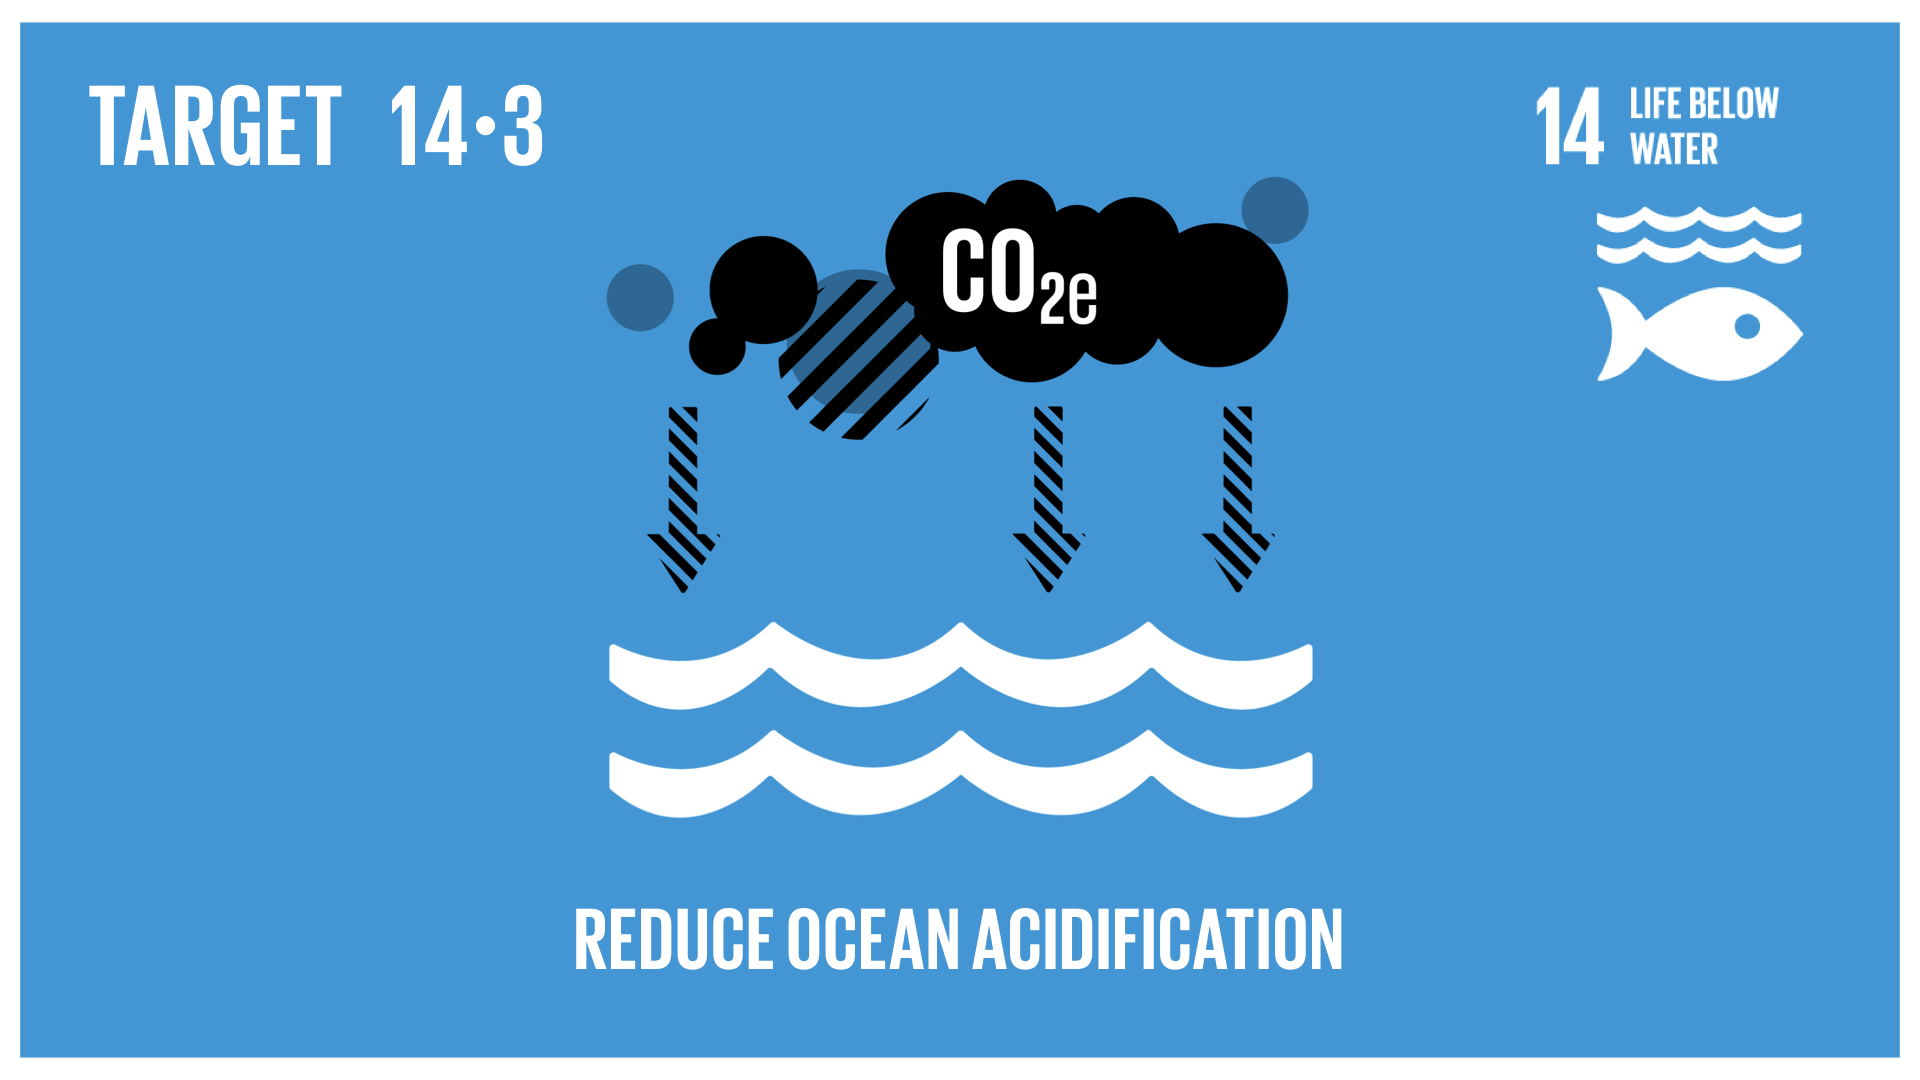 TARGET 14·3
14 LIFE BELOW
WATER
CO₂e
REDUCE OCEAN ACIDIFICATION